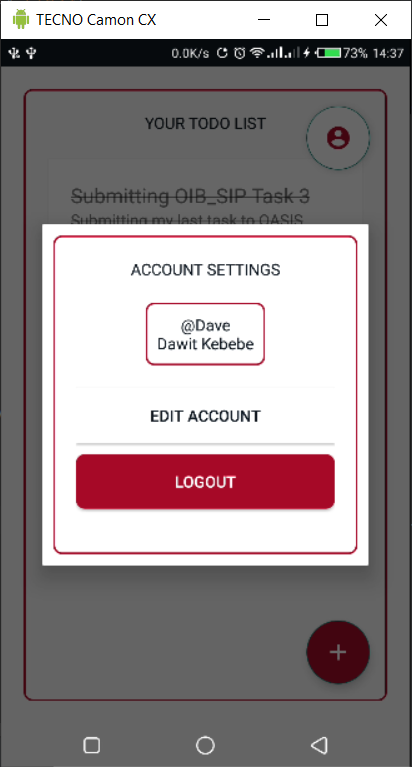 TECNO Camon CX
0.0K/s 73% 14:37
YOUR TODO LIST
Submitting OIB_SIP Task 3
Submitting my last task to OASIS
ACCOUNT SETTINGS
@Dave
Dawit Kebebe
EDIT ACCOUNT
LOGOUT